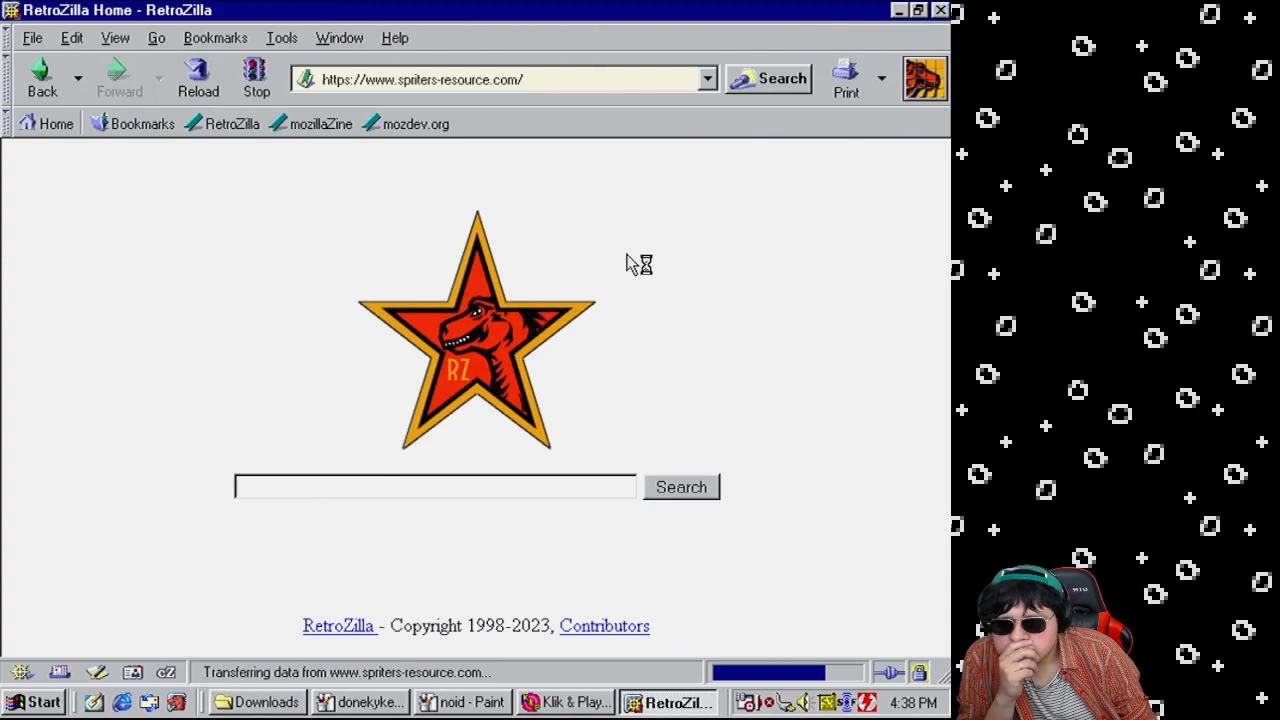 RetroZilla Home - RetroZilla
File Edit View Go Bookmarks Tools Window Help
Back Forward Reload Stop https://www.spriters-resource.com/ Search Print
Home Bookmarks RetroZilla mozillaZine mozdev.org
RZ
Search
RetroZilla - Copyright 1998-2023, Contributors
Transferring data from www.spriters-resource.com...
Start Downloads donekyke... noid - Paint Klik & Play... RetroZil... 4:38 PM